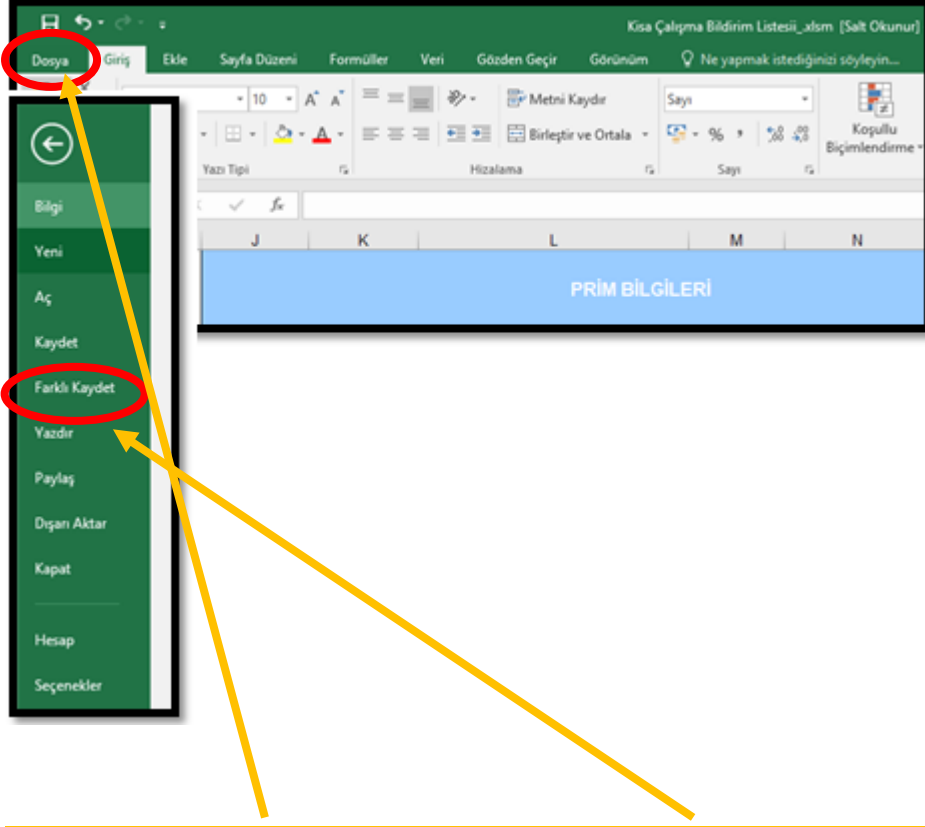 Kisa Çalışma Bildirim Listesii_.xlsm [Salt Okunur]
Dosya Giriş Ekle Sayfa Düzeni Formüller Veri Gözden Geçir Görünüm Ne yapmak istediğinizi söyleyin...
10 Metni Kaydır Sayı
Birleştir ve Ortala % Koşullu
Biçimlendirme
Yazı Tipi Hizalama Sayı
fx
J K L M N
PRİM BİLGİLERİ
Bilgi
Yeni
Aç
Kaydet
Farklı Kaydet
Yazdır
Paylaş
Dışarı Aktar
Kapat
Hesap
Seçenekler